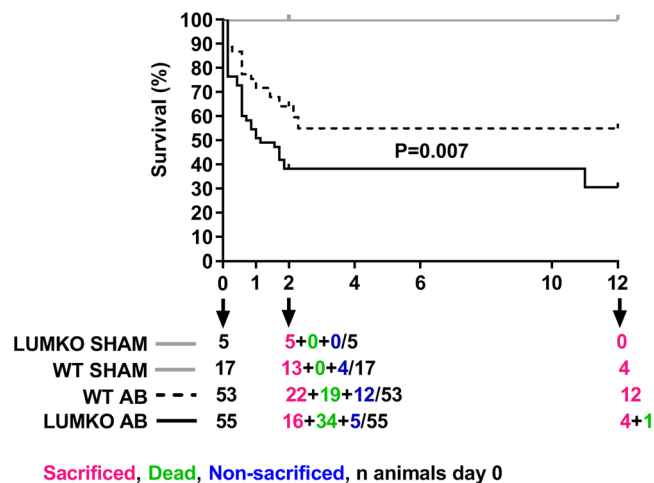 100
90
80
70
60
50
40
30
20
10
0
Survival (%)
P=0.007
0 1 2 4 6 10 12
LUMKO SHAM 5 5+0+0/5 0
WT SHAM 17 13+0+4/17 4
WT AB 53 22+19+12/53 12
LUMKO AB 55 16+34+5/55 4+1
Sacrificed, Dead, Non-sacrificed, n animals day 0